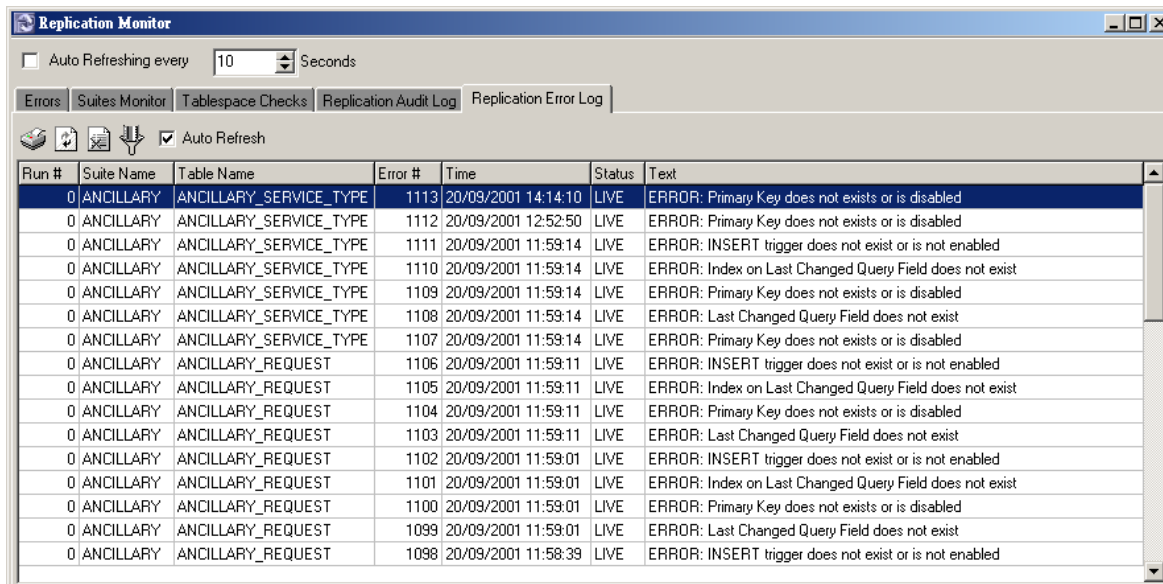 Replication Monitor
Auto Refreshing every 10 Seconds
Errors Suites Monitor Tablespace Checks Replication Audit Log Replication Error Log
Auto Refresh
Run # Suite Name Table Name Error # Time Status Text
0 ANCILLARY ANCILLARY_SERVICE_TYPE 1113 20/09/2001 14:14:10 LIVE ERROR: Primary Key does not exists or is disabled
0 ANCILLARY ANCILLARY_SERVICE_TYPE 1112 20/09/2001 12:52:50 LIVE ERROR: Primary Key does not exists or is disabled
0 ANCILLARY ANCILLARY_SERVICE_TYPE 1111 20/09/2001 11:59:14 LIVE ERROR: INSERT trigger does not exist or is not enabled
0 ANCILLARY ANCILLARY_SERVICE_TYPE 1110 20/09/2001 11:59:14 LIVE ERROR: Index on Last Changed Query Field does not exist
0 ANCILLARY ANCILLARY_SERVICE_TYPE 1109 20/09/2001 11:59:14 LIVE ERROR: Primary Key does not exists or is disabled
0 ANCILLARY ANCILLARY_SERVICE_TYPE 1108 20/09/2001 11:59:14 LIVE ERROR: Last Changed Query Field does not exist
0 ANCILLARY ANCILLARY_SERVICE_TYPE 1107 20/09/2001 11:59:14 LIVE ERROR: Primary Key does not exists or is disabled
0 ANCILLARY ANCILLARY_REQUEST 1106 20/09/2001 11:59:11 LIVE ERROR: INSERT trigger does not exist or is not enabled
0 ANCILLARY ANCILLARY_REQUEST 1105 20/09/2001 11:59:11 LIVE ERROR: Index on Last Changed Query Field does not exist
0 ANCILLARY ANCILLARY_REQUEST 1104 20/09/2001 11:59:11 LIVE ERROR: Primary Key does not exists or is disabled
0 ANCILLARY ANCILLARY_REQUEST 1103 20/09/2001 11:59:11 LIVE ERROR: Last Changed Query Field does not exist
0 ANCILLARY ANCILLARY_REQUEST 1102 20/09/2001 11:59:01 LIVE ERROR: INSERT trigger does not exist or is not enabled
0 ANCILLARY ANCILLARY_REQUEST 1101 20/09/2001 11:59:01 LIVE ERROR: Index on Last Changed Query Field does not exist
0 ANCILLARY ANCILLARY_REQUEST 1100 20/09/2001 11:59:01 LIVE ERROR: Primary Key does not exists or is disabled
0 ANCILLARY ANCILLARY_REQUEST 1099 20/09/2001 11:59:01 LIVE ERROR: Last Changed Query Field does not exist
0 ANCILLARY ANCILLARY_REQUEST 1098 20/09/2001 11:58:39 LIVE ERROR: INSERT trigger does not exist or is not enabled